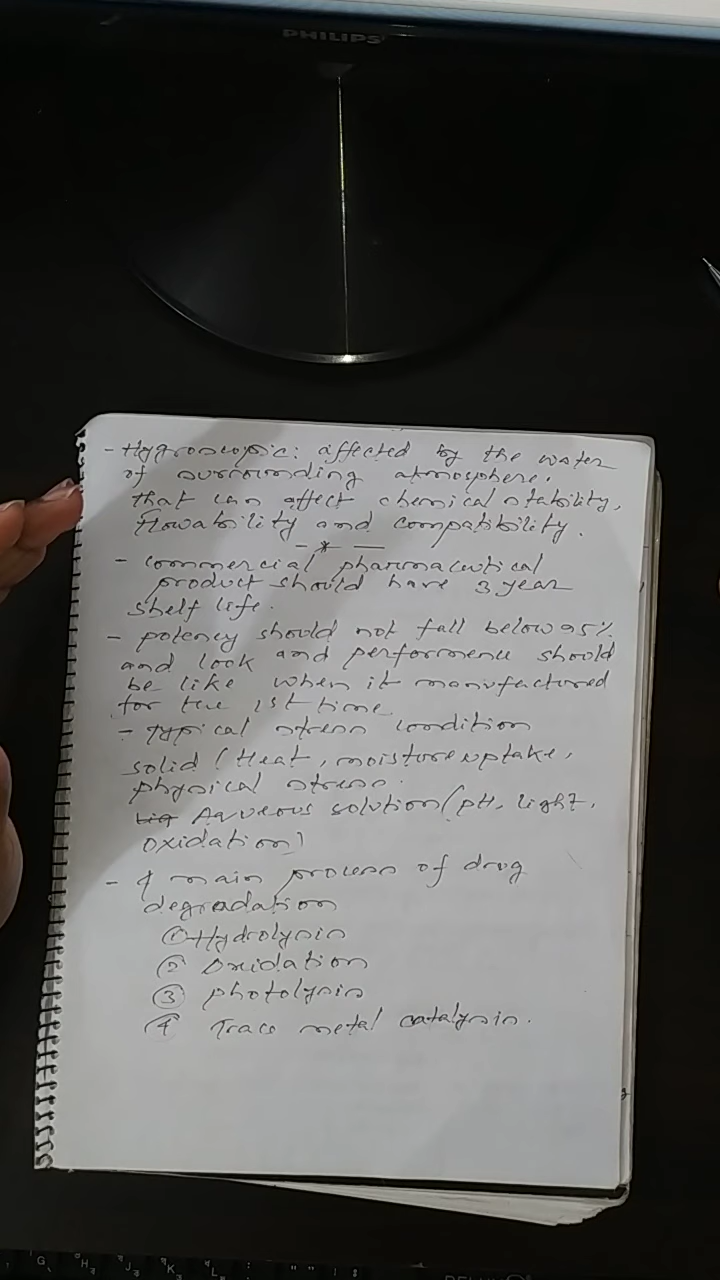 PHILIPS
- Hygroscopic: affected by the water
of surrounding atmosphere.
that can affect chemical stability,
flowability and compatibility.
- * -
- commercial pharmaceutical
product should have 3 year
shelf life.
- potency should not fall below 95%
and look and performence should
be like when it manufactured
for the 1st time.
- typical stress condition
solid (Heat, moisture uptake,
physical stress.
Aqueous solution (pH, light,
oxidation)
- 4 main process of drug
degradation
① Hydrolysis
② Oxidation
③ photolysis
④ Trace metal catalysis.
G H J K L